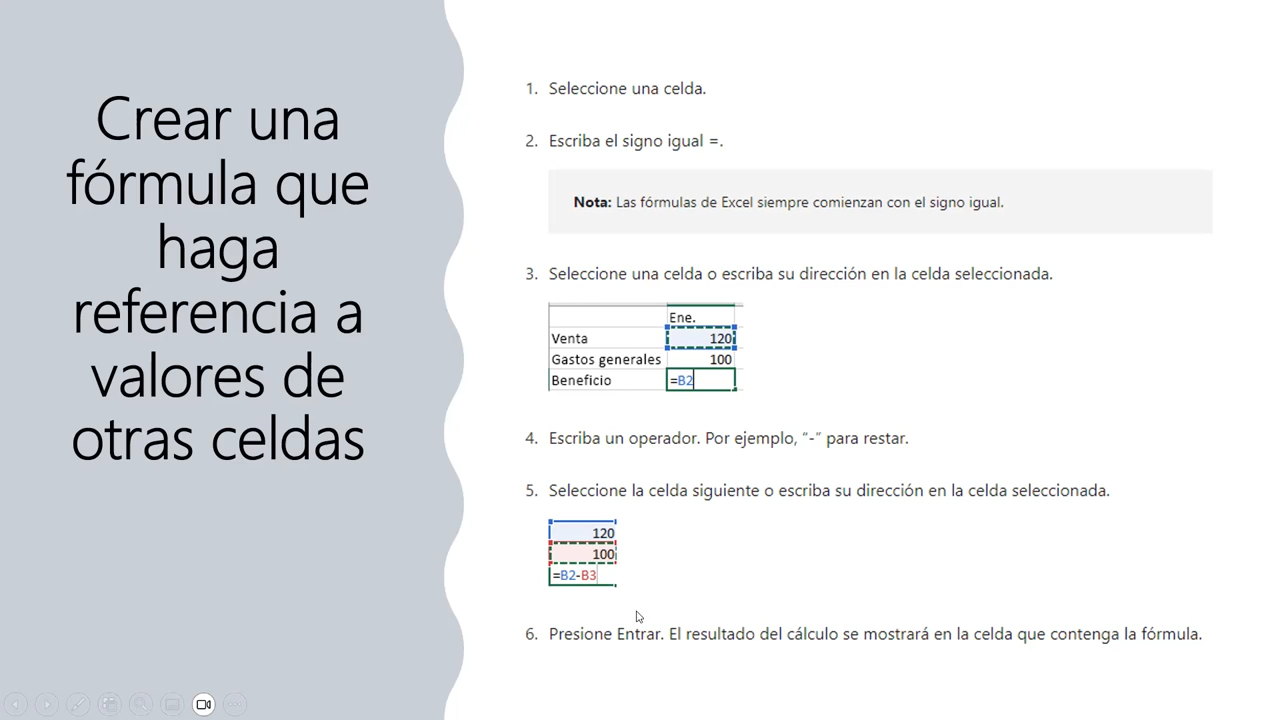 Crear una
fórmula que
haga
referencia a
valores de
otras celdas
1. Seleccione una celda.
2. Escriba el signo igual =.
Nota: Las fórmulas de Excel siempre comienzan con el signo igual.
3. Seleccione una celda o escriba su dirección en la celda seleccionada.
Ene.
Venta 120
Gastos generales 100
Beneficio =B2
4. Escriba un operador. Por ejemplo, “-” para restar.
5. Seleccione la celda siguiente o escriba su dirección en la celda seleccionada.
120
100
=B2-B3
6. Presione Entrar. El resultado del cálculo se mostrará en la celda que contenga la fórmula.